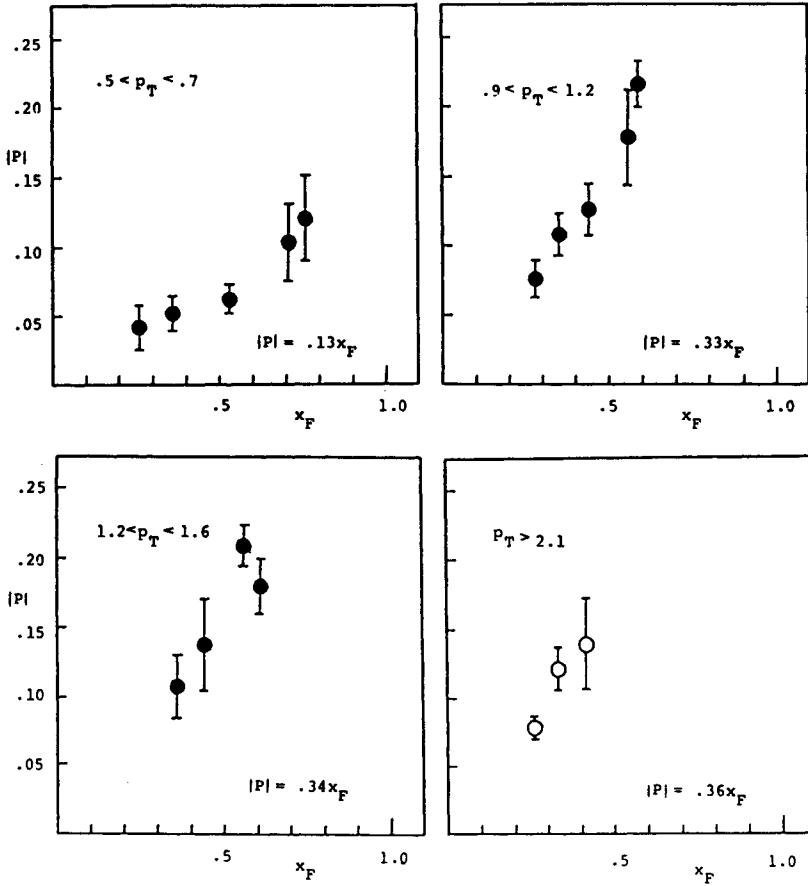 .25
.5 < p_T < .7
.20
|P|
.15
.10
.05
|P| = .13x_F
.5
1.0
x_F
.9 < p_T < 1.2
|P| = .33x_F
.5
1.0
x_F
.25
1.2<p_T < 1.6
.20
|P|
.15
.10
.05
|P| = .34x_F
.5
1.0
x_F
p_T > 2.1
|P| = .36x_F
.5
1.0
x_F